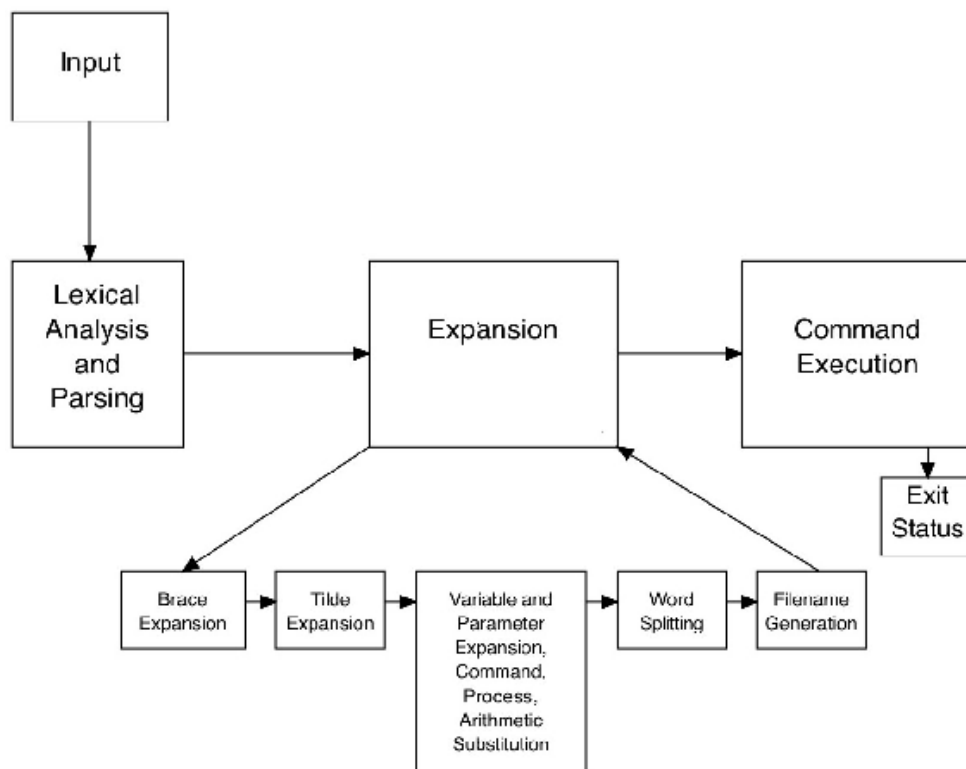 Input
Lexical
Analysis
and
Parsing
Expansion
Command
Execution
Exit
Status
Brace
Expansion
Tilde
Expansion
Variable and
Parameter
Expansion,
Command,
Process,
Arithmetic
Substitution
Word
Splitting
Filename
Generation